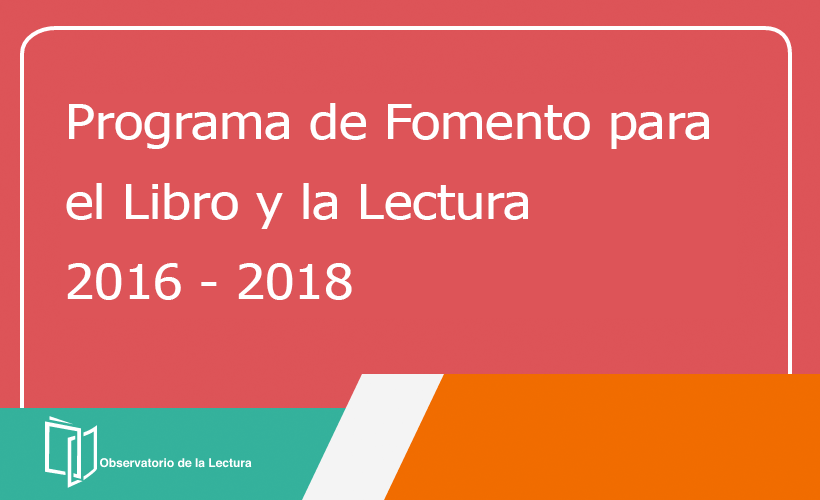 Programa de Fomento para
el Libro y la Lectura
2016 - 2018
Observatorio de la Lectura